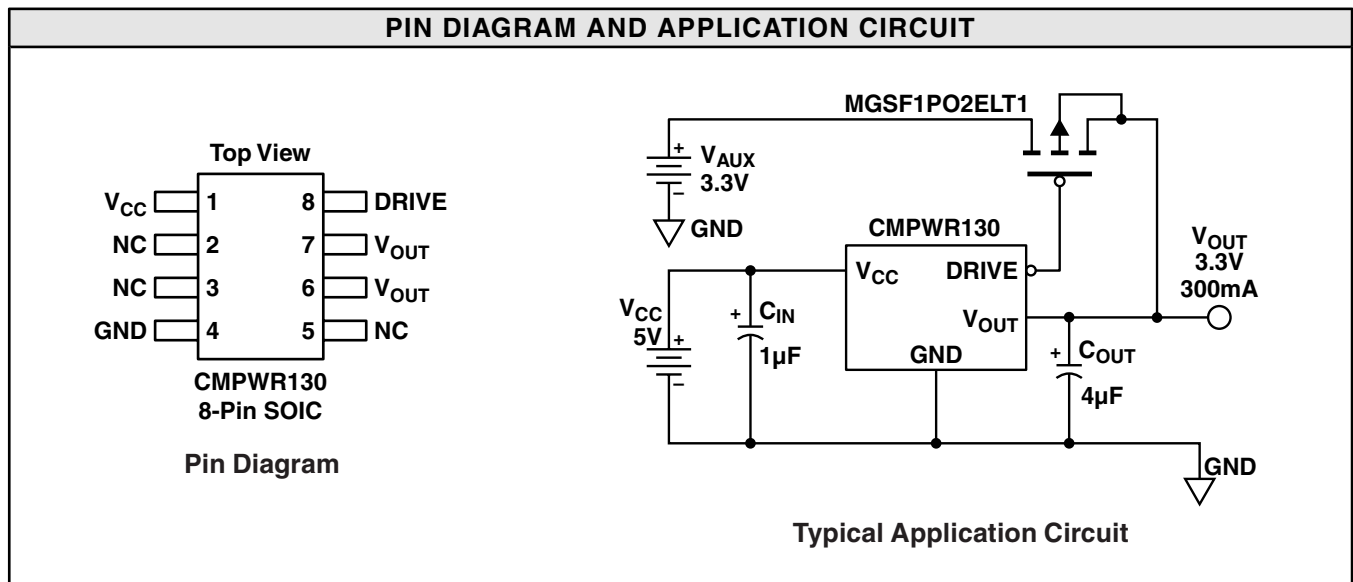 PIN DIAGRAM AND APPLICATION CIRCUIT
Top View
VCC 1 8 DRIVE
NC 2 7 VOUT
NC 3 6 VOUT
GND 4 5 NC
CMPWR130
8-Pin SOIC
Pin Diagram
MGSF1PO2ELT1
+ VAUX
3.3V
–
GND
CMPWR130
VCC DRIVE
VOUT
GND
VCC
5V +
–
+ CIN
1µF
VOUT
3.3V
300mA
+ COUT
4µF
GND
Typical Application Circuit